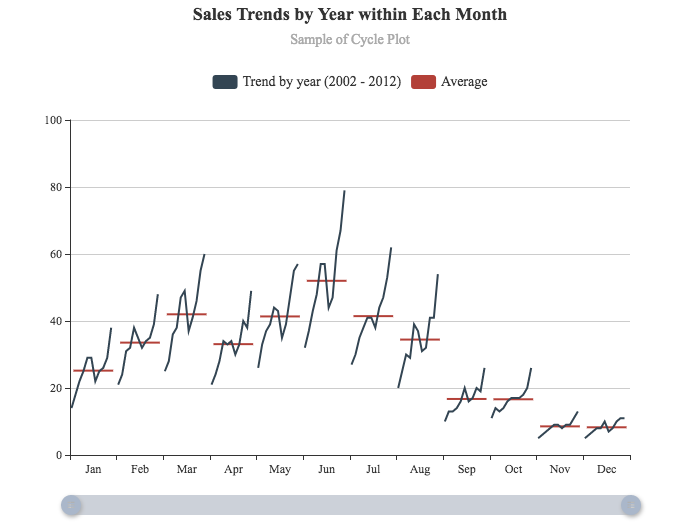 Sales Trends by Year within Each Month
Sample of Cycle Plot
Trend by year (2002 - 2012) Average
100
80
60
40
20
0
Jan Feb Mar Apr May Jun Jul Aug Sep Oct Nov Dec